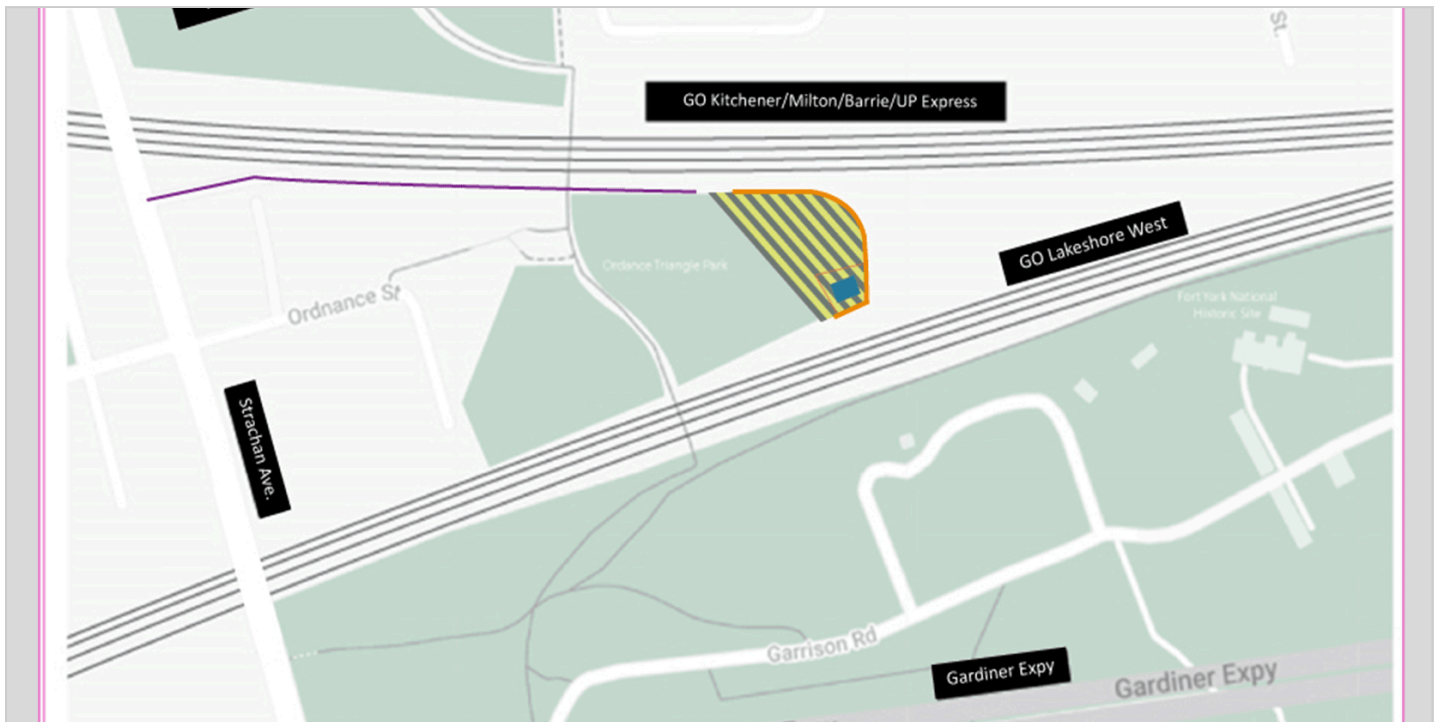 St.
GO Kitchener/Milton/Barrie/UP Express
GO Lakeshore West
Ordance Triangle Park
Ordnance St
Fort York National
Historic Site
Strachan Ave.
Garrison Rd
Gardiner Expy
Gardiner Expy